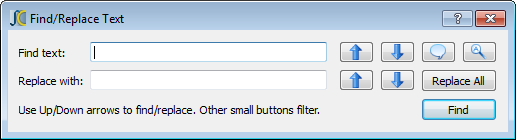 Find/Replace Text
Find text:
Replace with:
Replace All
Use Up/Down arrows to find/replace. Other small buttons filter.
Find